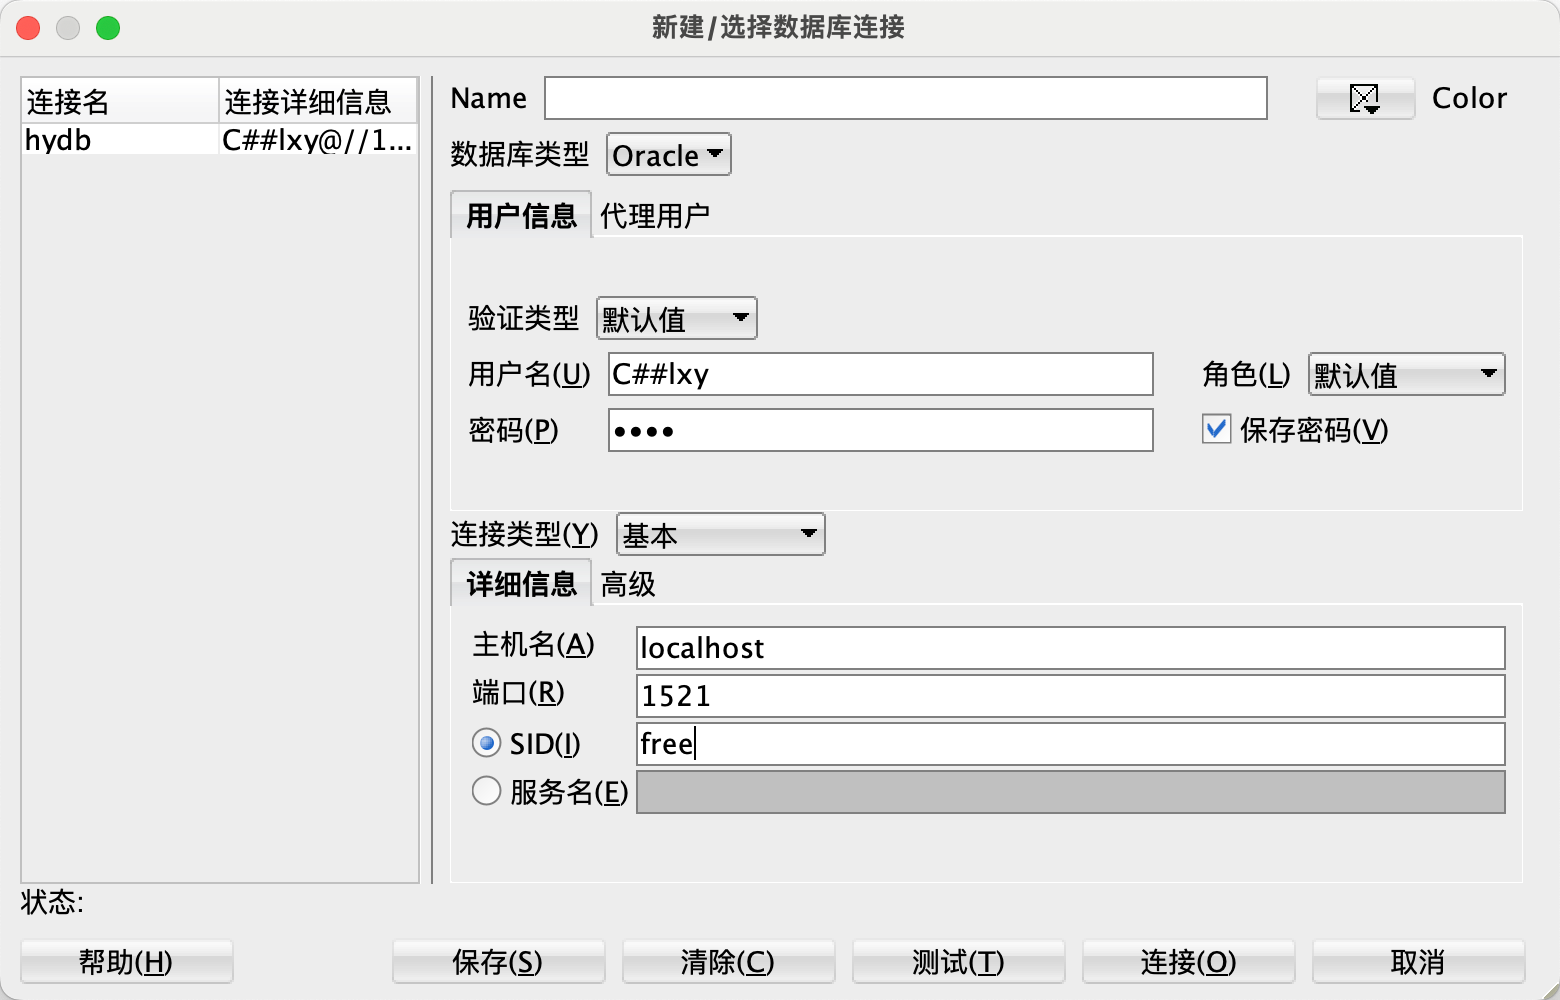 新建/选择数据库连接
连接名 连接详细信息
hydb C##lxy@//1...
Name
Color
数据库类型 Oracle
用户信息 代理用户
验证类型 默认值
用户名(U) C##lxy 角色(L) 默认值
密码(P) •••• 保存密码(V)
连接类型(Y) 基本
详细信息 高级
主机名(A) localhost
端口(R) 1521
SID(I) free
服务名(E)
状态:
帮助(H) 保存(S) 清除(C) 测试(T) 连接(O) 取消